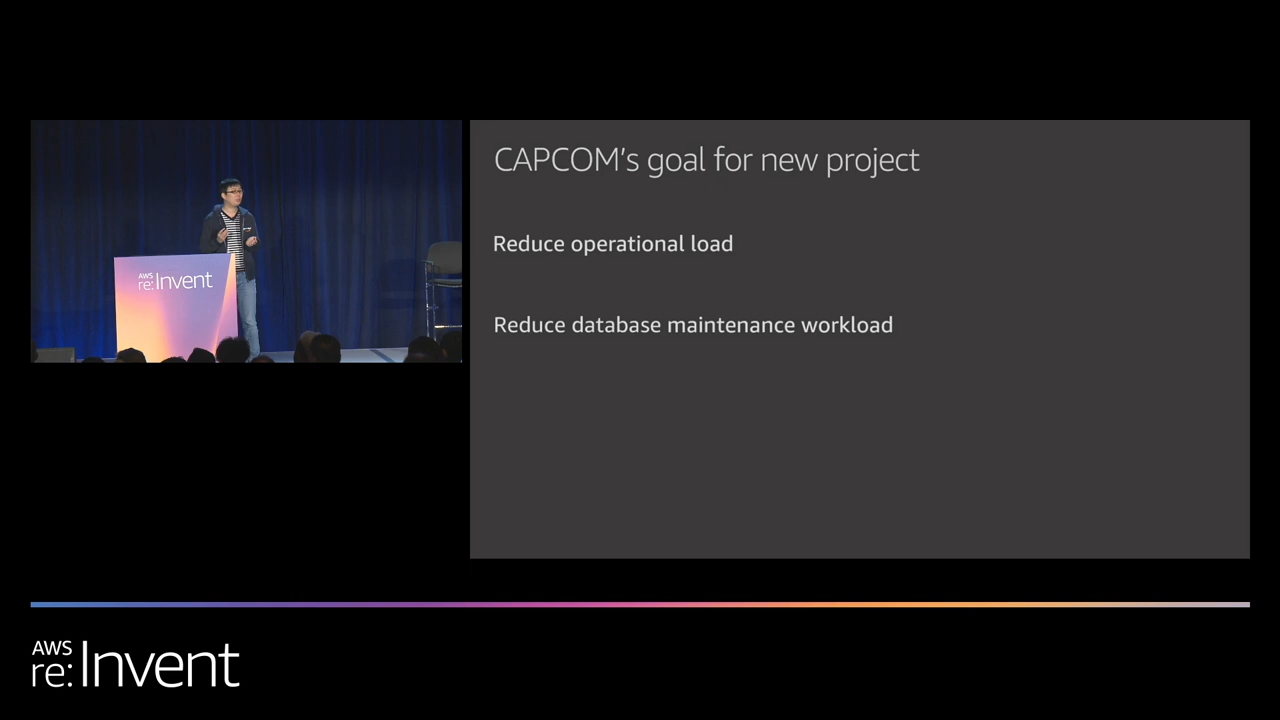 CAPCOM's goal for new project
Reduce operational load
Reduce database maintenance workload
AWS
re:Invent
AWS
re:Invent